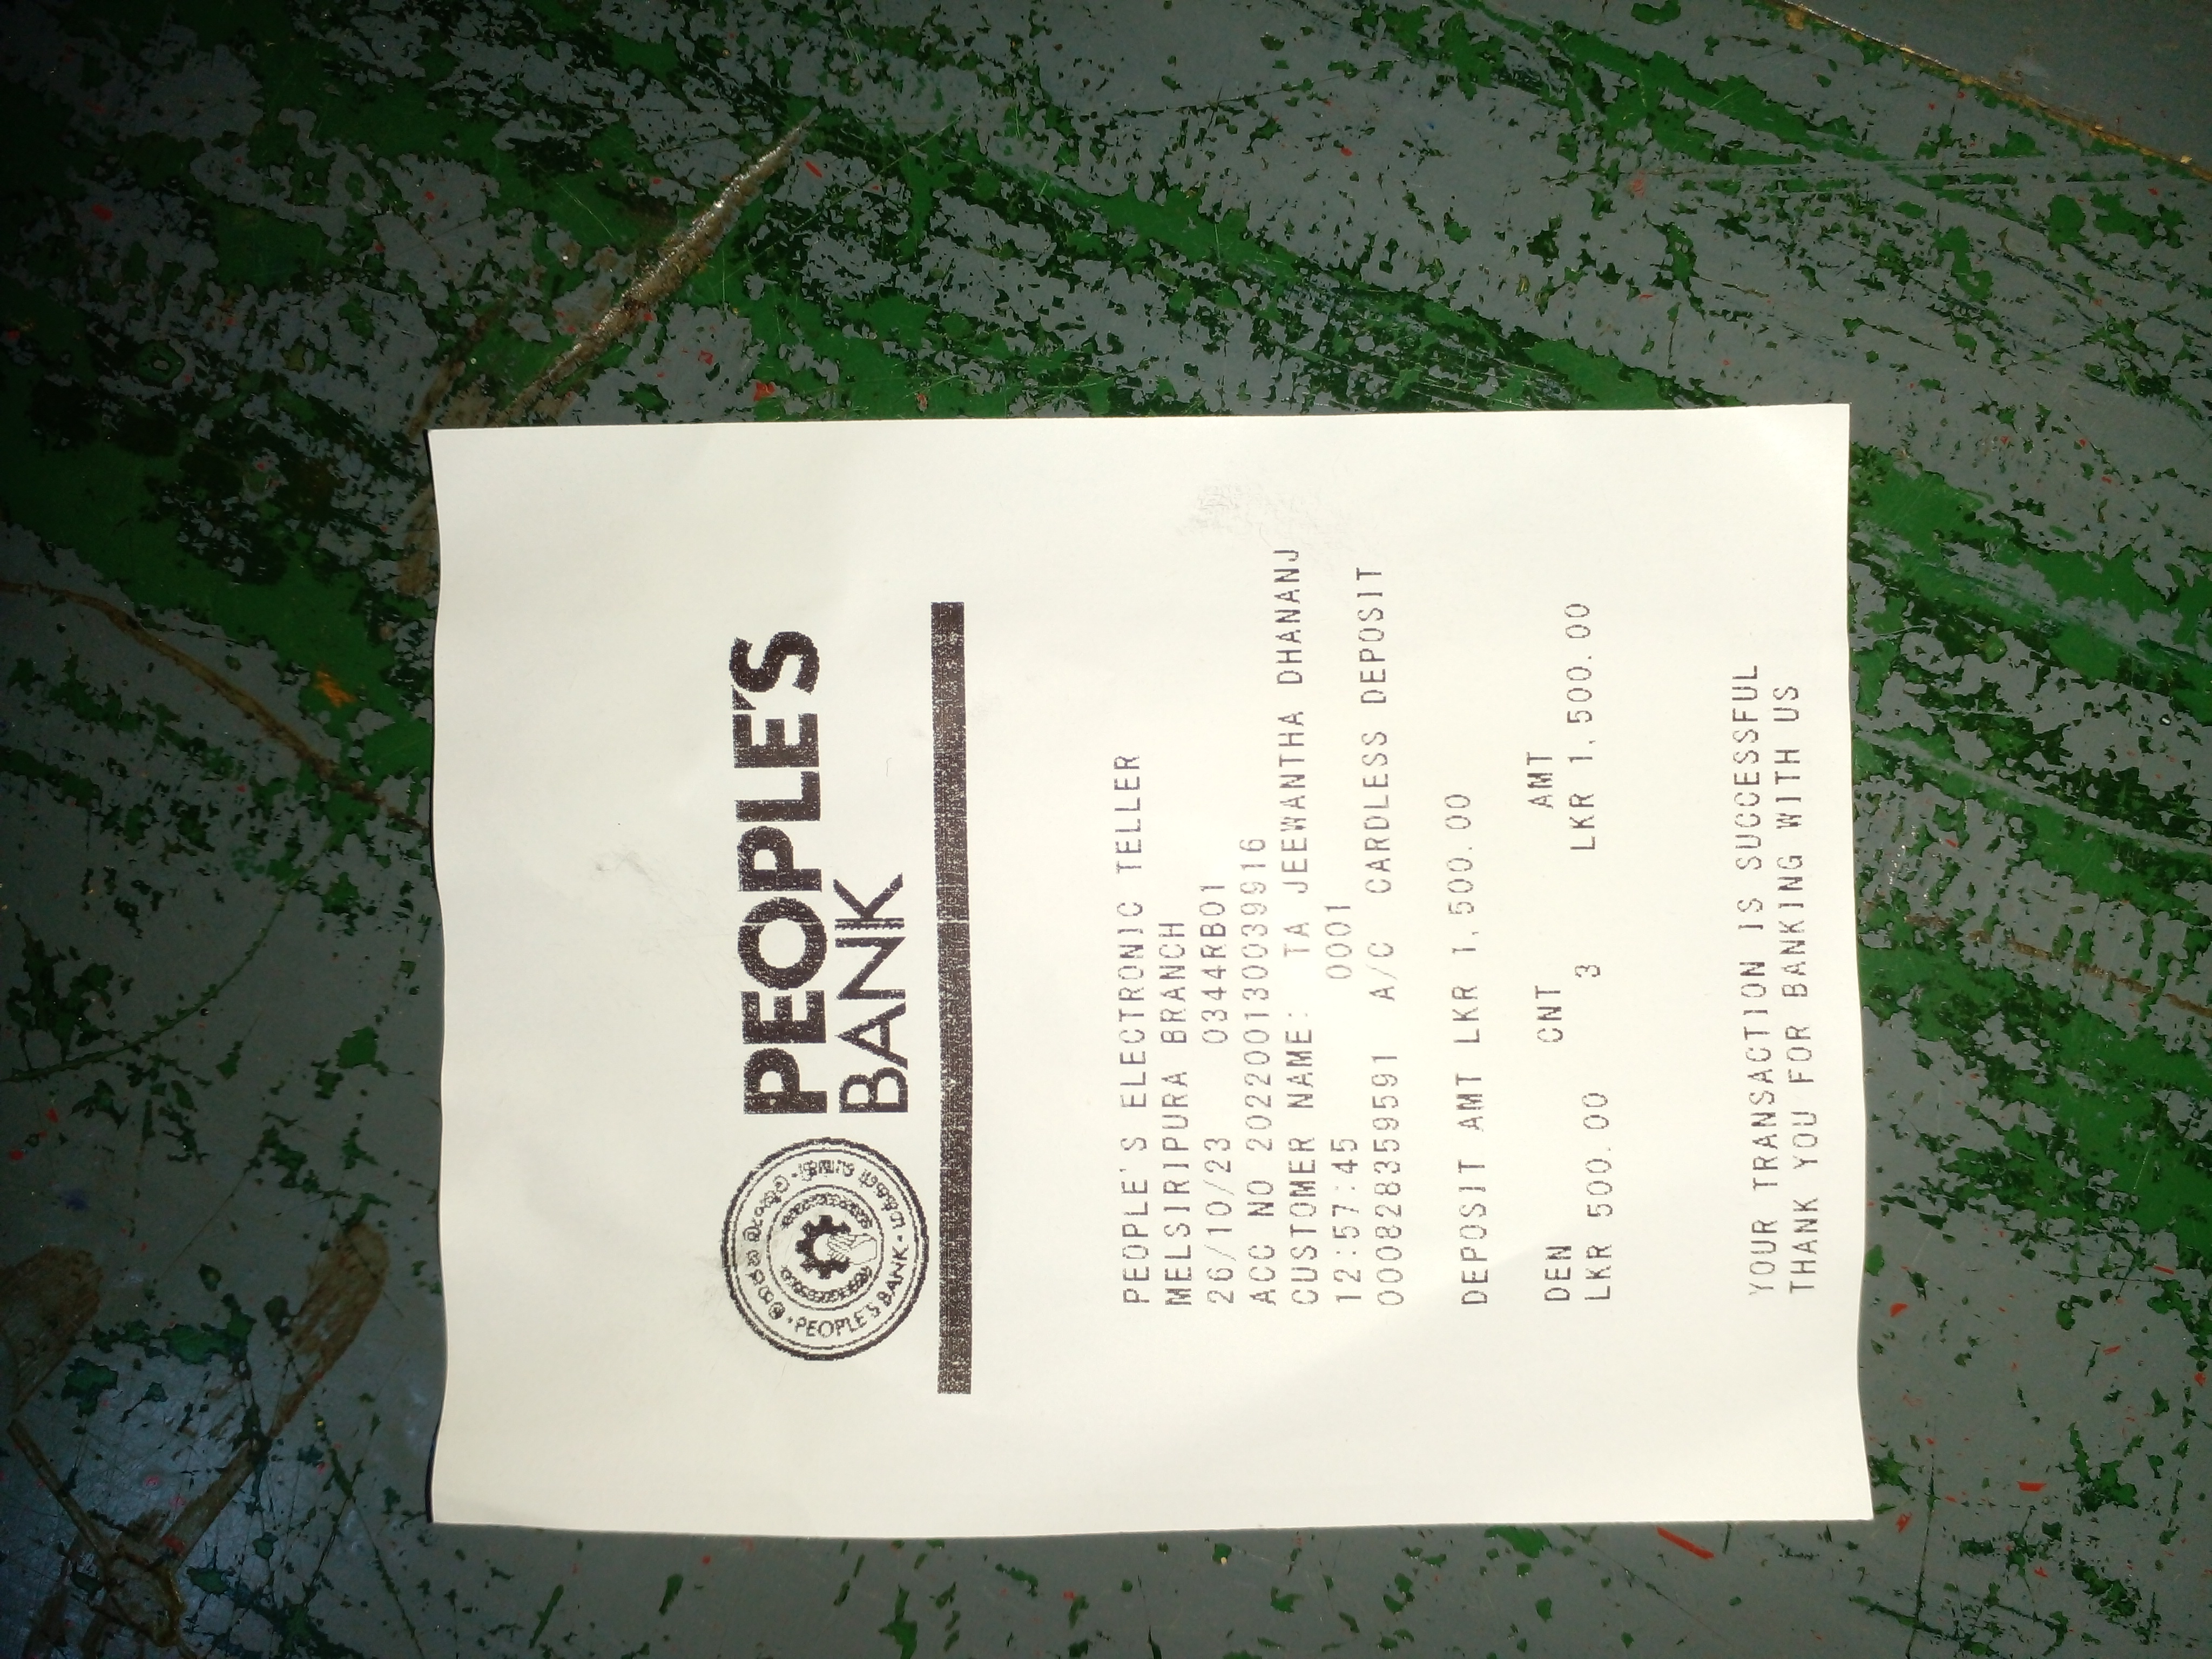 PEOPLE'S
BANK
PEOPLE'S BANK
PEOPLE'S ELECTRONIC TELLER
MELSIRIPURA BRANCH
26/10/23 0344RB01
ACC NO 202200130039916
CUSTOMER NAME: TA JEEWANTHA DHANANJ
12:57:45 0001
000828359591 A/C CARDLESS DEPOSIT
DEPOSIT AMT LKR 1,500.00
DEN CNT AMT
LKR 500.00 3 LKR 1,500.00
YOUR TRANSACTION IS SUCCESSFUL
THANK YOU FOR BANKING WITH US